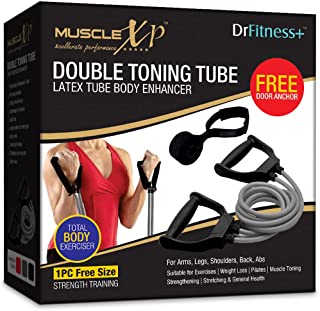 MUSCLE XP
accelerate performance
DrFitness+
DOUBLE TONING TUBE
LATEX TUBE BODY ENHANCER
FREE
DOOR ANCHOR
TOTAL
BODY
EXERCISER
1PC Free Size
STRENGTH TRAINING
For Arms, Legs, Shoulders, Back, Abs
Suitable for Exercises | Weight Loss | Pilates | Muscle Toning
Strengthening | Stretching & General Health